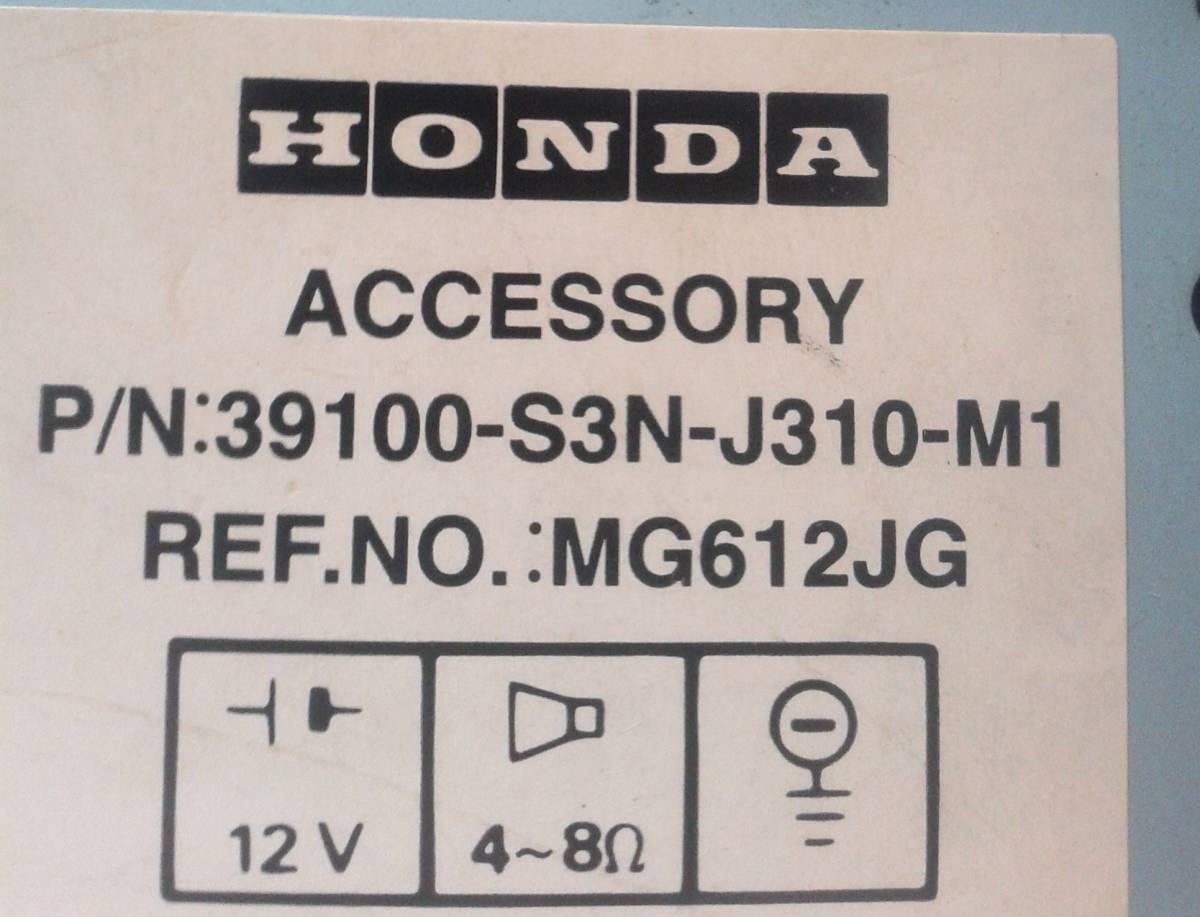 HONDA
ACCESSORY
P/N:39100-S3N-J310-M1
REF.NO.:MG612JG
12 V
4~8Ω